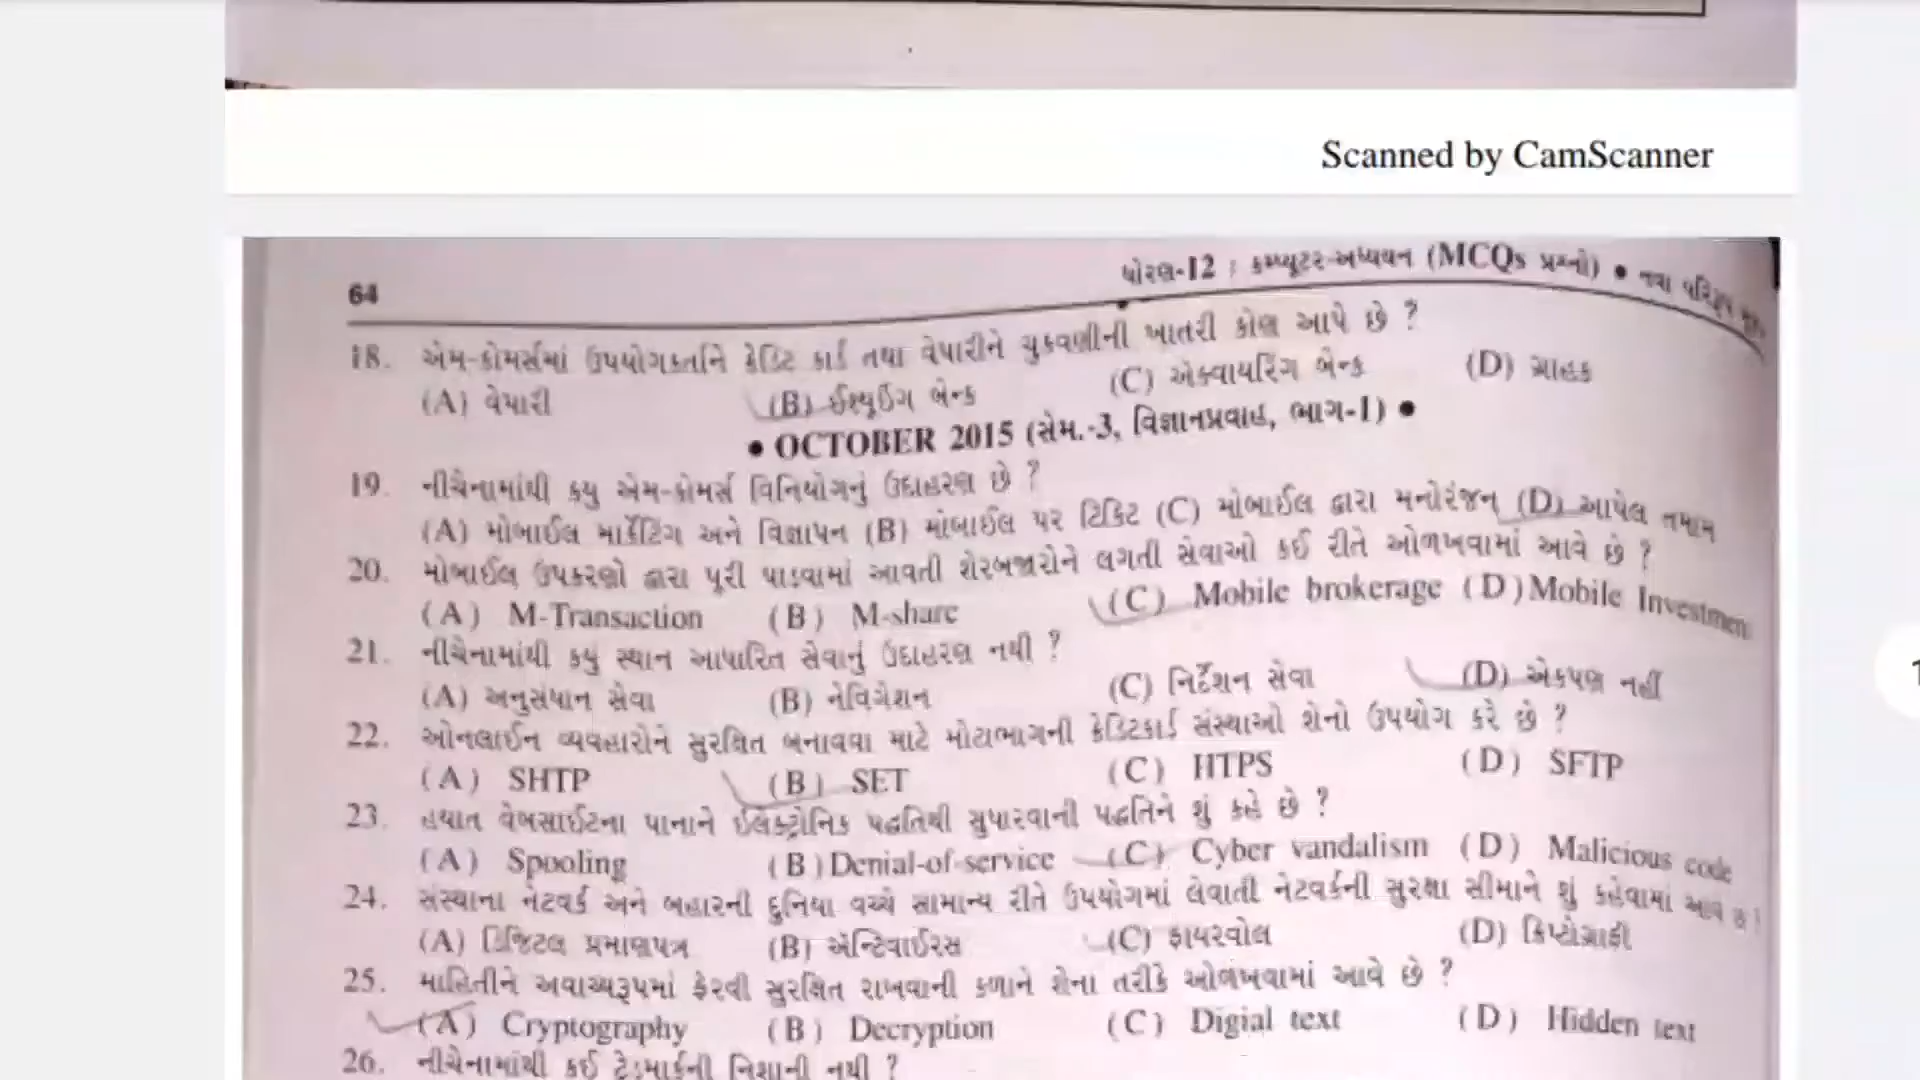 Scanned by CamScanner
64
ધોરણ-12 : કમ્પ્યૂટર-અધ્યયન (MCQs પ્રશ્નો) • નવા પરિરૂપ
18. એમ-કોમર્સમાં ઉપયોગકર્તાને ક્રેડિટ કાર્ડ તથા વેપારીને ચુકવણીની ખાતરી કોણ આપે છે ?
(A) વેપારી (B) ઈશ્યૂઈંગ બેન્ક (C) એક્વાયરિંગ બેન્ક (D) ગ્રાહક
• OCTOBER 2015 (સેમ.-3, વિજ્ઞાનપ્રવાહ, ભાગ-1) •
19. નીચેનામાંથી કયુ એમ-કોમર્સ વિનિયોગનું ઉદાહરણ છે ?
(A) મોબાઈલ માર્કેટિંગ અને વિજ્ઞાપન (B) મોબાઈલ પર ટિકિટ (C) મોબાઈલ દ્વારા મનોરંજન (D) આપેલ તમામ
20. મોબાઈલ ઉપકરણો દ્વારા પૂરી પાડવામાં આવતી શેરબજારોને લગતી સેવાઓ કઈ રીતે ઓળખવામાં આવે છે ?
(A) M-Transaction (B) M-share (C) Mobile brokerage (D) Mobile Investment
21. નીચેનામાંથી કયુ સ્થાન આધારિત સેવાનું ઉદાહરણ નથી ?
(A) અનુસંધાન સેવા (B) નેવિગેશન (C) નિર્દેશન સેવા (D) એકપણ નહીં
22. ઓનલાઈન વ્યવહારોને સુરક્ષિત બનાવવા માટે મોટાભાગની ક્રેડિટકાર્ડ સંસ્થાઓ શેનો ઉપયોગ કરે છે ?
(A) SHTP (B) SET (C) HTPS (D) SFTP
23. હયાત વેબસાઈટના પાનાને ઈલેક્ટ્રોનિક પદ્ધતિથી સુધારવાની પદ્ધતિને શું કહે છે ?
(A) Spooling (B) Denial-of-service (C) Cyber vandalism (D) Malicious code
24. સંસ્થાના નેટવર્ક અને બહારની દુનિયા વચ્ચે સામાન્ય રીતે ઉપયોગમાં લેવાતી નેટવર્કની સુરક્ષા સીમાને શું કહેવામાં આવે છે ?
(A) ડિજિટલ પ્રમાણપત્ર (B) ઍન્ટિવાઈરસ (C) ફાયરવોલ (D) ક્રિપ્ટોગ્રાફી
25. માહિતીને અવાચ્યરૂપમાં ફેરવી સુરક્ષિત રાખવાની કળાને શેના તરીકે ઓળખવામાં આવે છે ?
(A) Cryptography (B) Decryption (C) Digial text (D) Hidden text
26. નીચેનામાંથી કઈ ટ્રેડમાર્કની નિશાની નથી ?